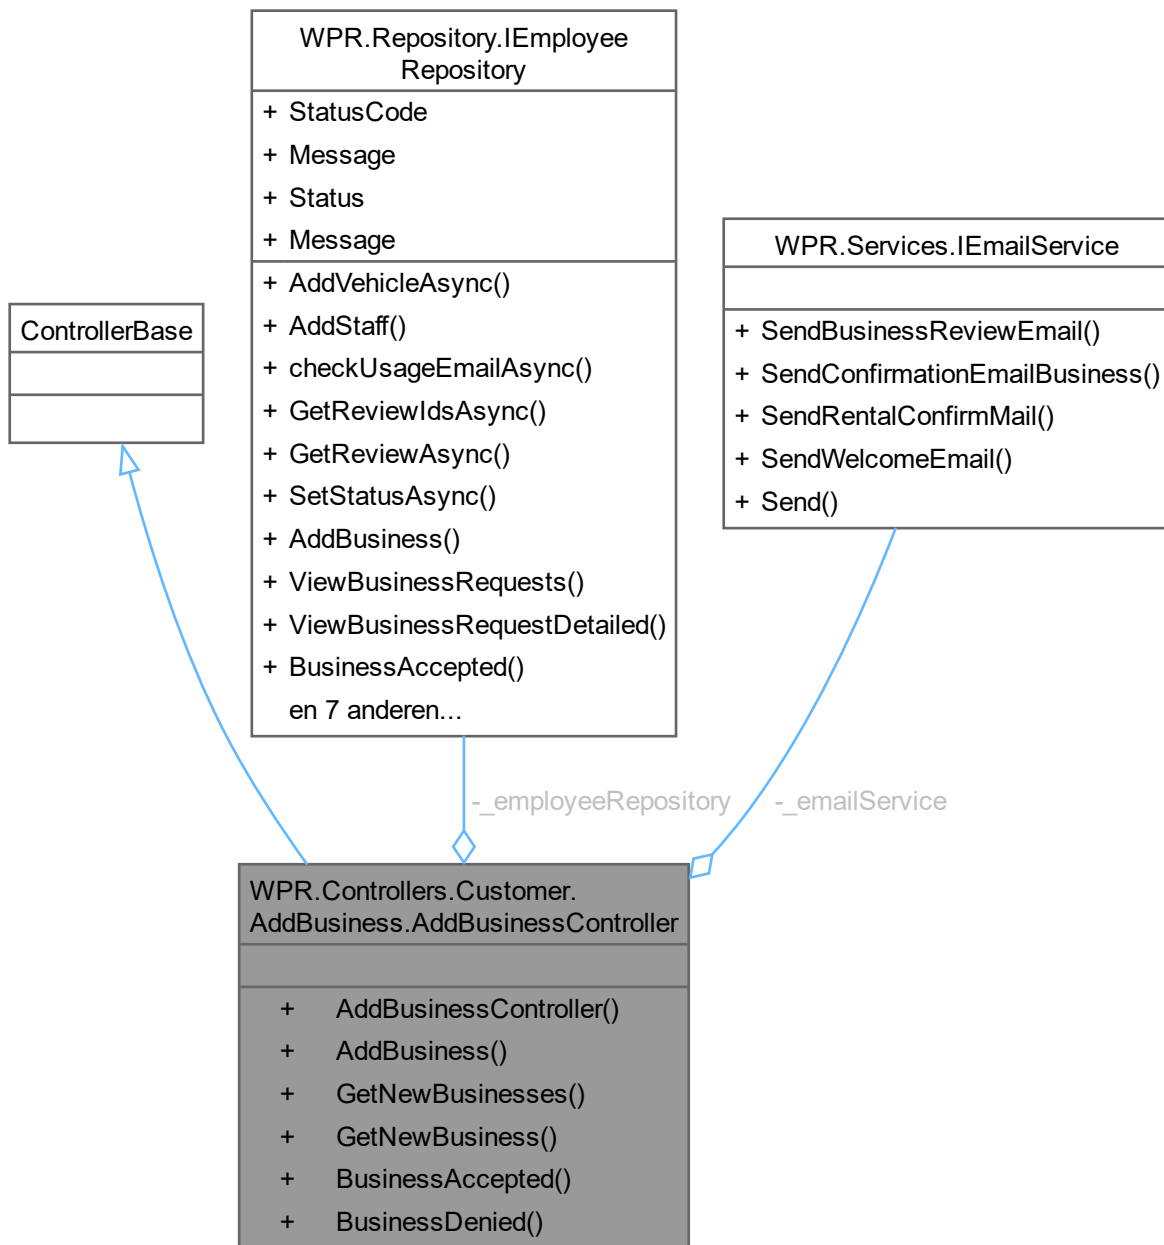 WPR.Repository.IEmployee
Repository
+ StatusCode
+ Message
+ Status
+ Message
+ AddVehicleAsync()
+ AddStaff()
+ checkUsageEmailAsync()
+ GetReviewIdsAsync()
+ GetReviewAsync()
+ SetStatusAsync()
+ AddBusiness()
+ ViewBusinessRequests()
+ ViewBusinessRequestDetailed()
+ BusinessAccepted()
en 7 anderen...
WPR.Services.IEmailService
+ SendBusinessReviewEmail()
+ SendConfirmationEmailBusiness()
+ SendRentalConfirmMail()
+ SendWelcomeEmail()
+ Send()
ControllerBase
-_employeeRepository
-_emailService
WPR.Controllers.Customer.
AddBusiness.AddBusinessController
+ AddBusinessController()
+ AddBusiness()
+ GetNewBusinesses()
+ GetNewBusiness()
+ BusinessAccepted()
+ BusinessDenied()